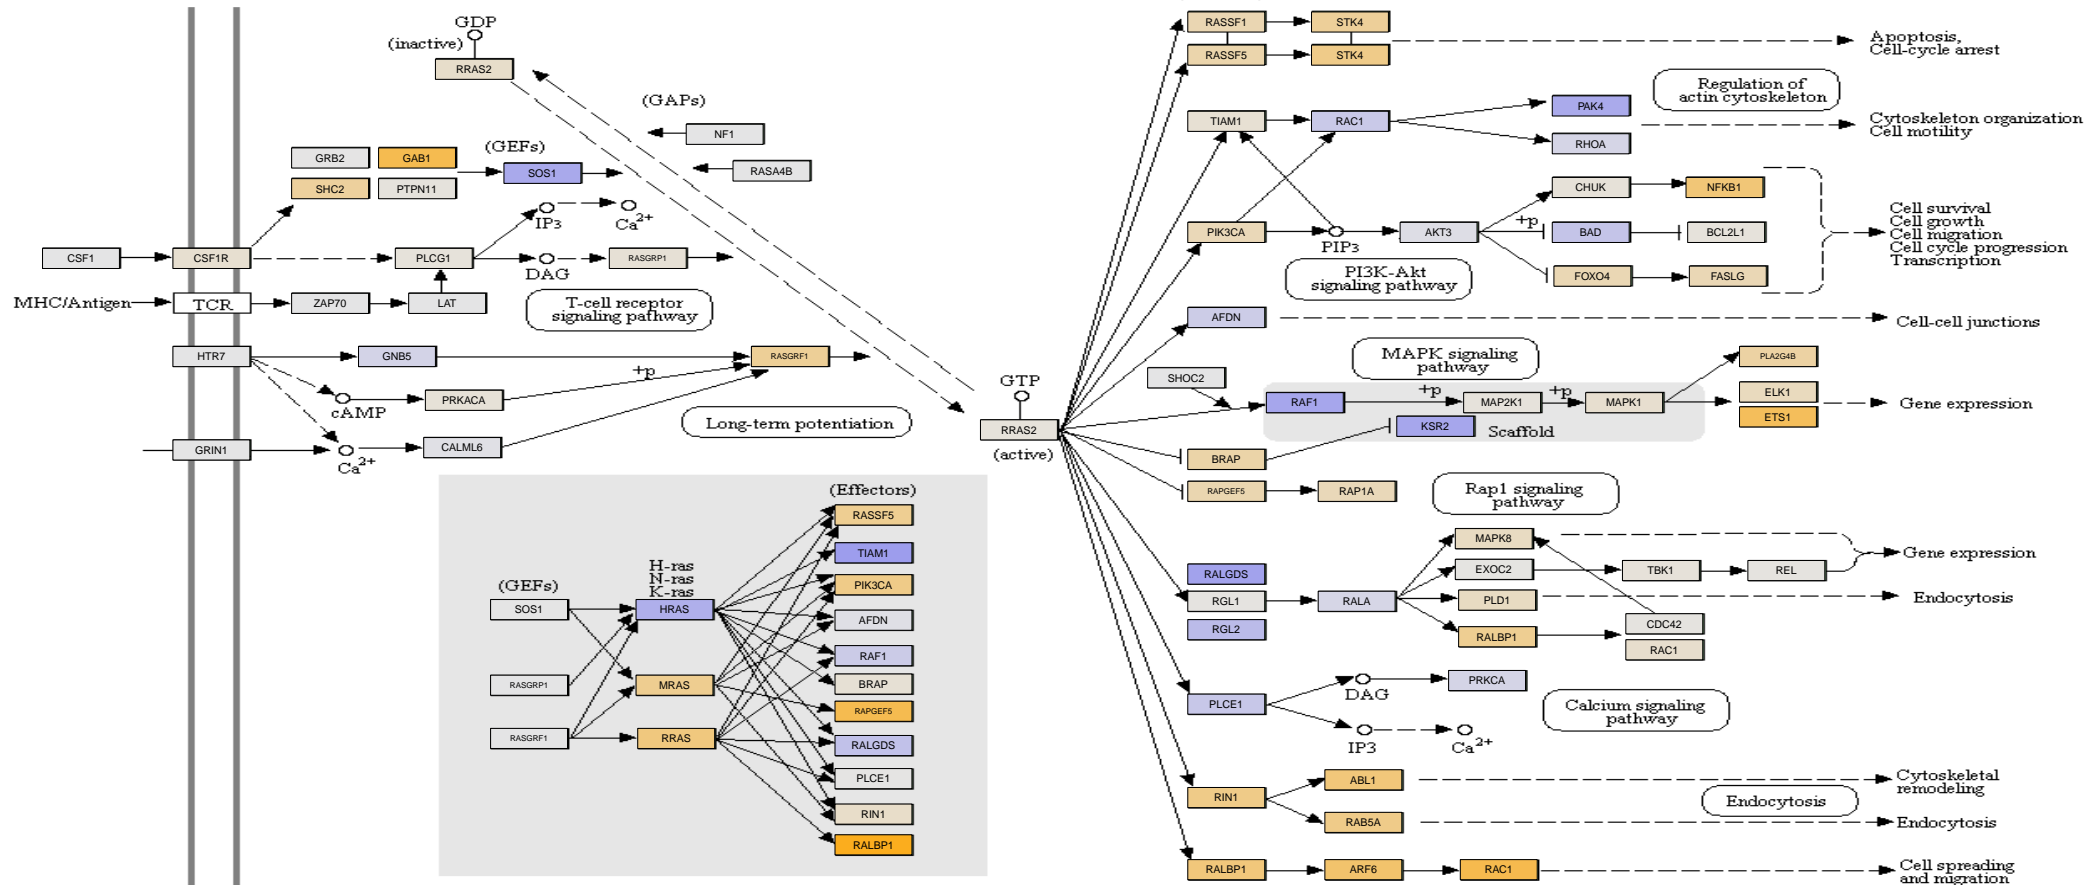 GDP
(inactive)
RRAS2
(GAPs)
NF1
RASA4B
(GEFs)
GRB2
GAB1
SOS1
SHC2
PTPN11
IP3
Ca2+
CSF1
CSF1R
PLCG1
DAG
RASGRP1
MHC/Antigen
TCR
ZAP70
LAT
T-cell receptor
signaling pathway
HTR7
GNB5
RASGRF1
+p
cAMP
PRKACA
Long-term potentiation
GRIN1
Ca2+
CALML6
GTP
RRAS2
(active)
(Effectors)
RASSF5
TIAM1
H-ras
N-ras
K-ras
(GEFs)
PIK3CA
SOS1
HRAS
AFDN
RAF1
RASGRP1
MRAS
BRAP
RAPGEF5
RASGRF1
RRAS
RALGDS
PLCE1
RIN1
RALBP1
RASSF1
STK4
RASSF5
STK4
Apoptosis,
Cell-cycle arrest
Regulation of
actin cytoskeleton
TIAM1
RAC1
PAK4
RHOA
Cytoskeleton organization
Cell motility
CHUK
NFKB1
PIK3CA
PIP3
AKT3
+p
BAD
BCL2L1
Cell survival
Cell growth
Cell migration
Cell cycle progression
Transcription
PI3K-Akt
signaling pathway
FOXO4
FASLG
AFDN
Cell-cell junctions
MAPK signaling
pathway
PLA2G4B
SHOC2
RAF1
+p
MAP2K1
+p
MAPK1
ELK1
ETS1
Gene expression
KSR2
Scaffold
BRAP
RAPGEF5
RAP1A
Rap1 signaling
pathway
MAPK8
EXOC2
TBK1
REL
Gene expression
RALGDS
RGL1
RALA
PLD1
Endocytosis
RGL2
RALBP1
CDC42
RAC1
PLCE1
DAG
PRKCA
IP3
Ca2+
Calcium signaling
pathway
RIN1
ABL1
Cytoskeletal
remodeling
Endocytosis
RAB5A
Endocytosis
RALBP1
ARF6
RAC1
Cell spreading
and migration